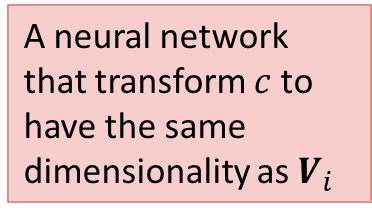 A neural network
that transform c to
have the same
dimensionality as Vᵢ